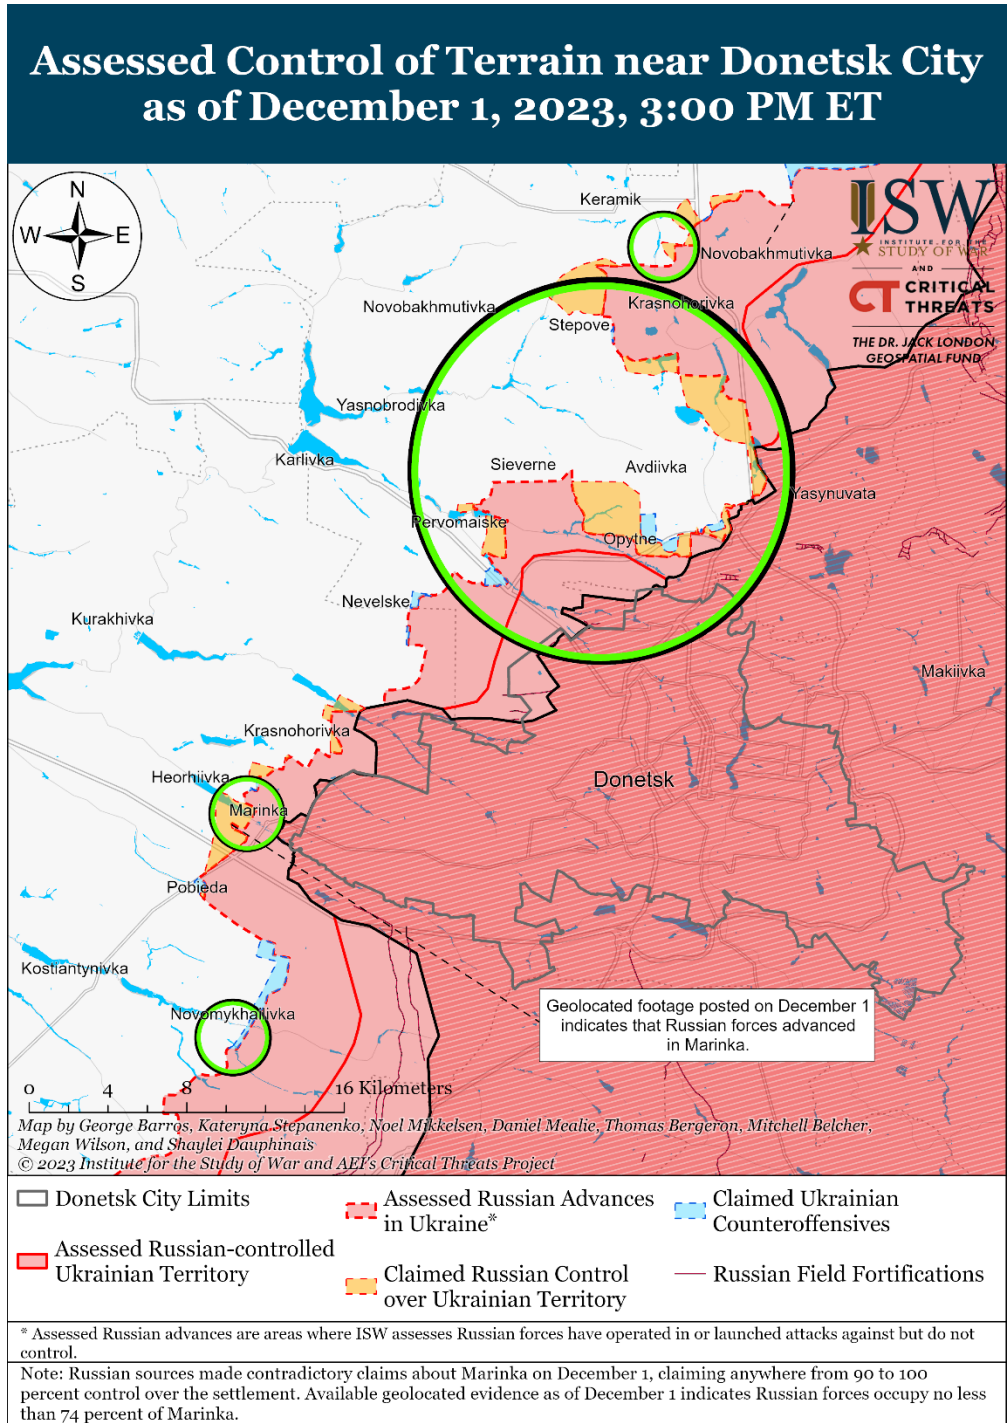 Assessed Control of Terrain near Donetsk City
as of December 1, 2023, 3:00 PM ET
N
W
E
S
ISW
INSTITUTE FOR THE
STUDY OF WAR
AND
CT CRITICAL
THREATS
THE DR. JACK LONDON
GEOSPATIAL FUND
Keramik
Novobakhmutivka
Novobakhmutivka
Krasnohorivka
Stepove
Yasnobrodivka
Karlivka
Sieverne
Avdiivka
Yasynuvata
Pervomaiske
Opytne
Nevelske
Kurakhivka
Makiivka
Krasnohorivka
Heorhiivka
Donetsk
Marinka
Pobieda
Kostiantynivka
Novomykhailivka
Geolocated footage posted on December 1
indicates that Russian forces advanced
in Marinka.
0 4 8 16 Kilometers
Map by George Barros, Kateryna Stepanenko, Noel Mikkelsen, Daniel Mealie, Thomas Bergeron, Mitchell Belcher,
Megan Wilson, and Shaylei Dauphinais
© 2023 Institute for the Study of War and AEI's Critical Threats Project
Donetsk City Limits
Assessed Russian-controlled
Ukrainian Territory
Assessed Russian Advances
in Ukraine*
Claimed Russian Control
over Ukrainian Territory
Claimed Ukrainian
Counteroffensives
Russian Field Fortifications
* Assessed Russian advances are areas where ISW assesses Russian forces have operated in or launched attacks against but do not
control.
Note: Russian sources made contradictory claims about Marinka on December 1, claiming anywhere from 90 to 100
percent control over the settlement. Available geolocated evidence as of December 1 indicates Russian forces occupy no less
than 74 percent of Marinka.